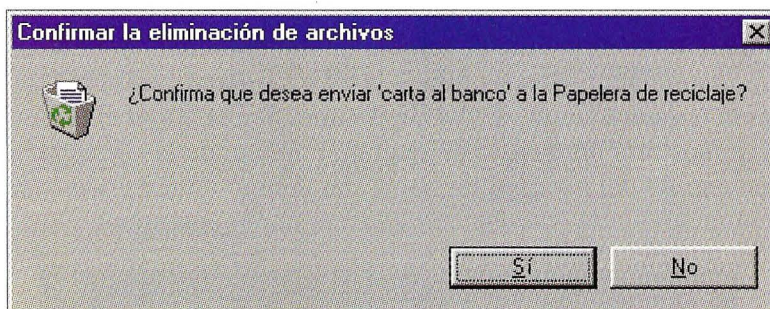 Confirmar la eliminación de archivos
¿Confirma que desea enviar 'carta al banco' a la Papelera de reciclaje?
Sí
No